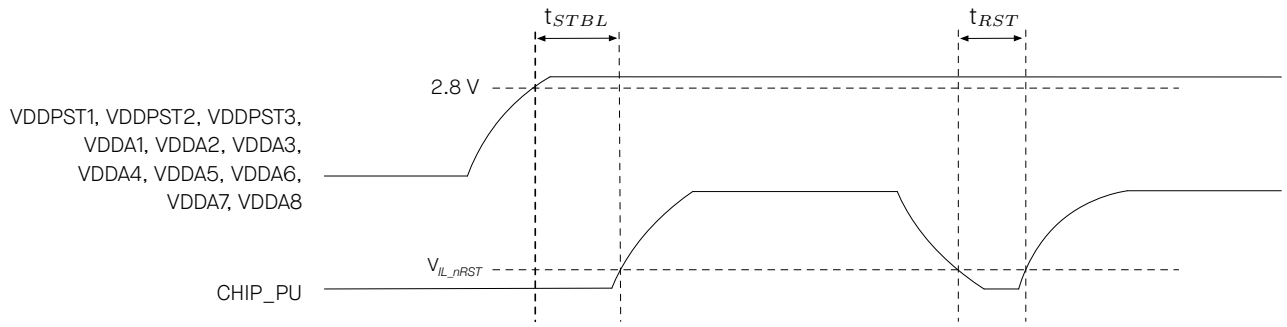 t_STBL
t_RST
2.8 V
VDDPST1, VDDPST2, VDDPST3,
VDDA1, VDDA2, VDDA3,
VDDA4, VDDA5, VDDA6,
VDDA7, VDDA8
V_IL_nRST
CHIP_PU